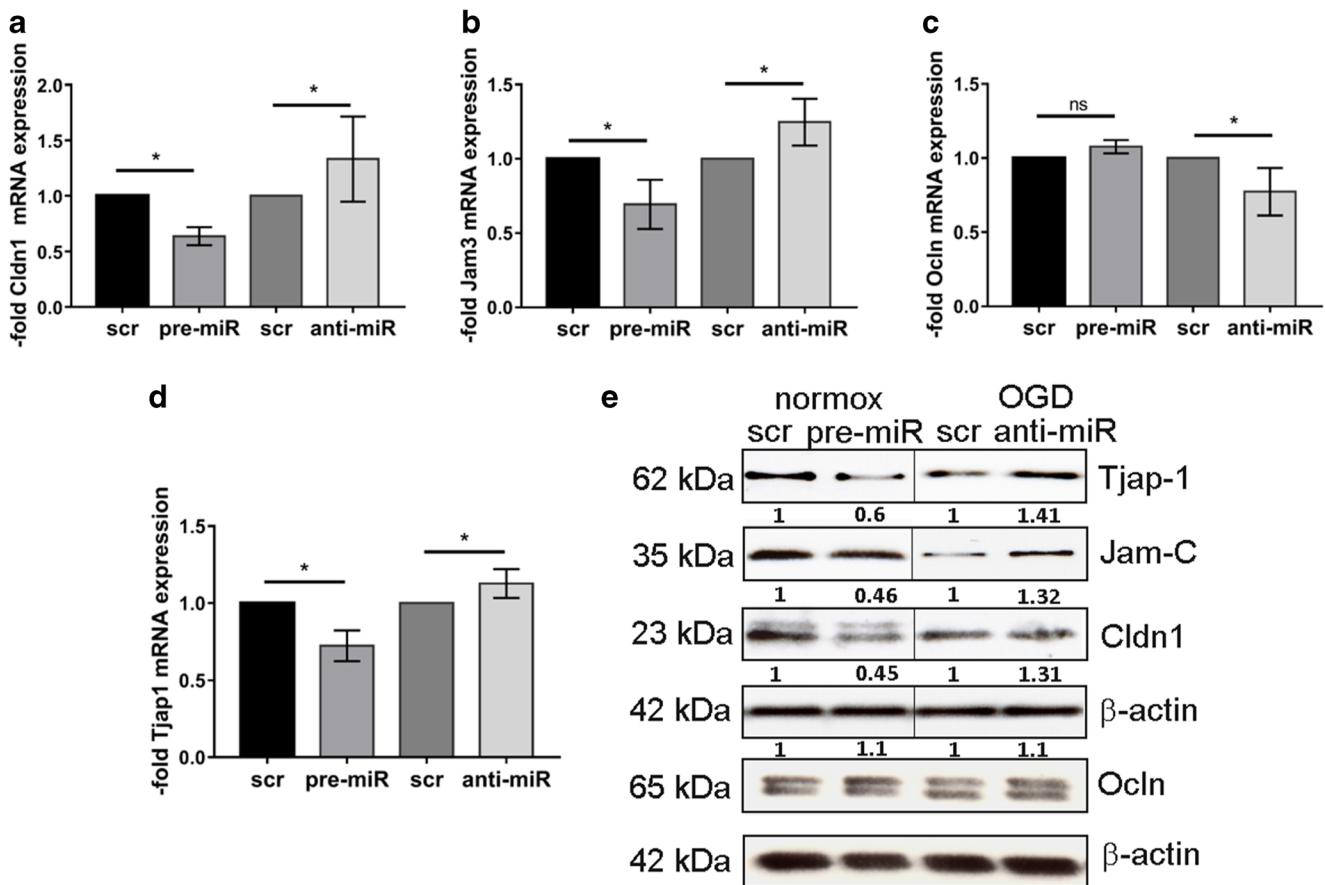 a
-fold Cldn1 mRNA expression
2.0
1.5
1.0
0.5
0.0
*
*
scr pre-miR scr anti-miR
b
-fold Jam3 mRNA expression
1.5
1.0
0.5
0.0
*
*
scr pre-miR scr anti-miR
c
-fold Ocln mRNA expression
1.5
1.0
0.5
0.0
ns
*
scr pre-miR scr anti-miR
d
-fold Tjap1 mRNA expression
1.5
1.0
0.5
0.0
*
*
scr pre-miR scr anti-miR
e
normox OGD
scr pre-miR scr anti-miR
62 kDa Tjap-1
1 0.6 1 1.41
35 kDa Jam-C
1 0.46 1 1.32
23 kDa Cldn1
1 0.45 1 1.31
42 kDa β-actin
1 1.1 1 1.1
65 kDa Ocln
42 kDa β-actin